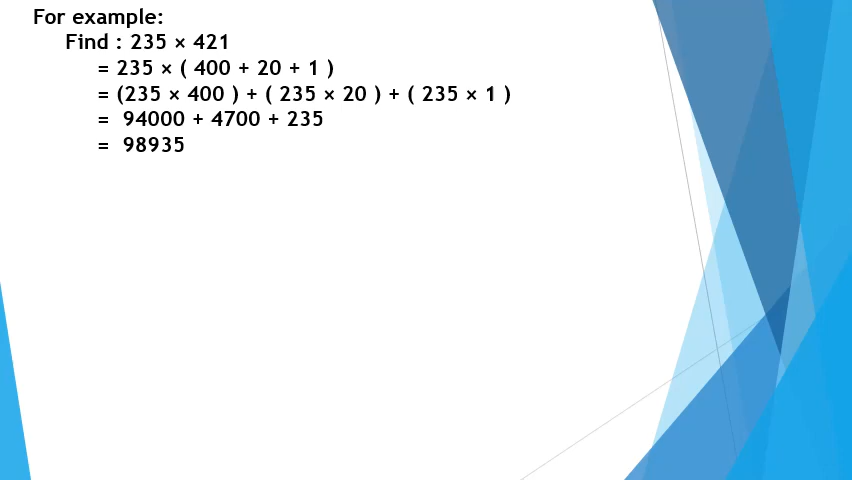 For example:
Find : 235 × 421
= 235 × ( 400 + 20 + 1 )
= (235 × 400 ) + ( 235 × 20 ) + ( 235 × 1 )
= 94000 + 4700 + 235
= 98935